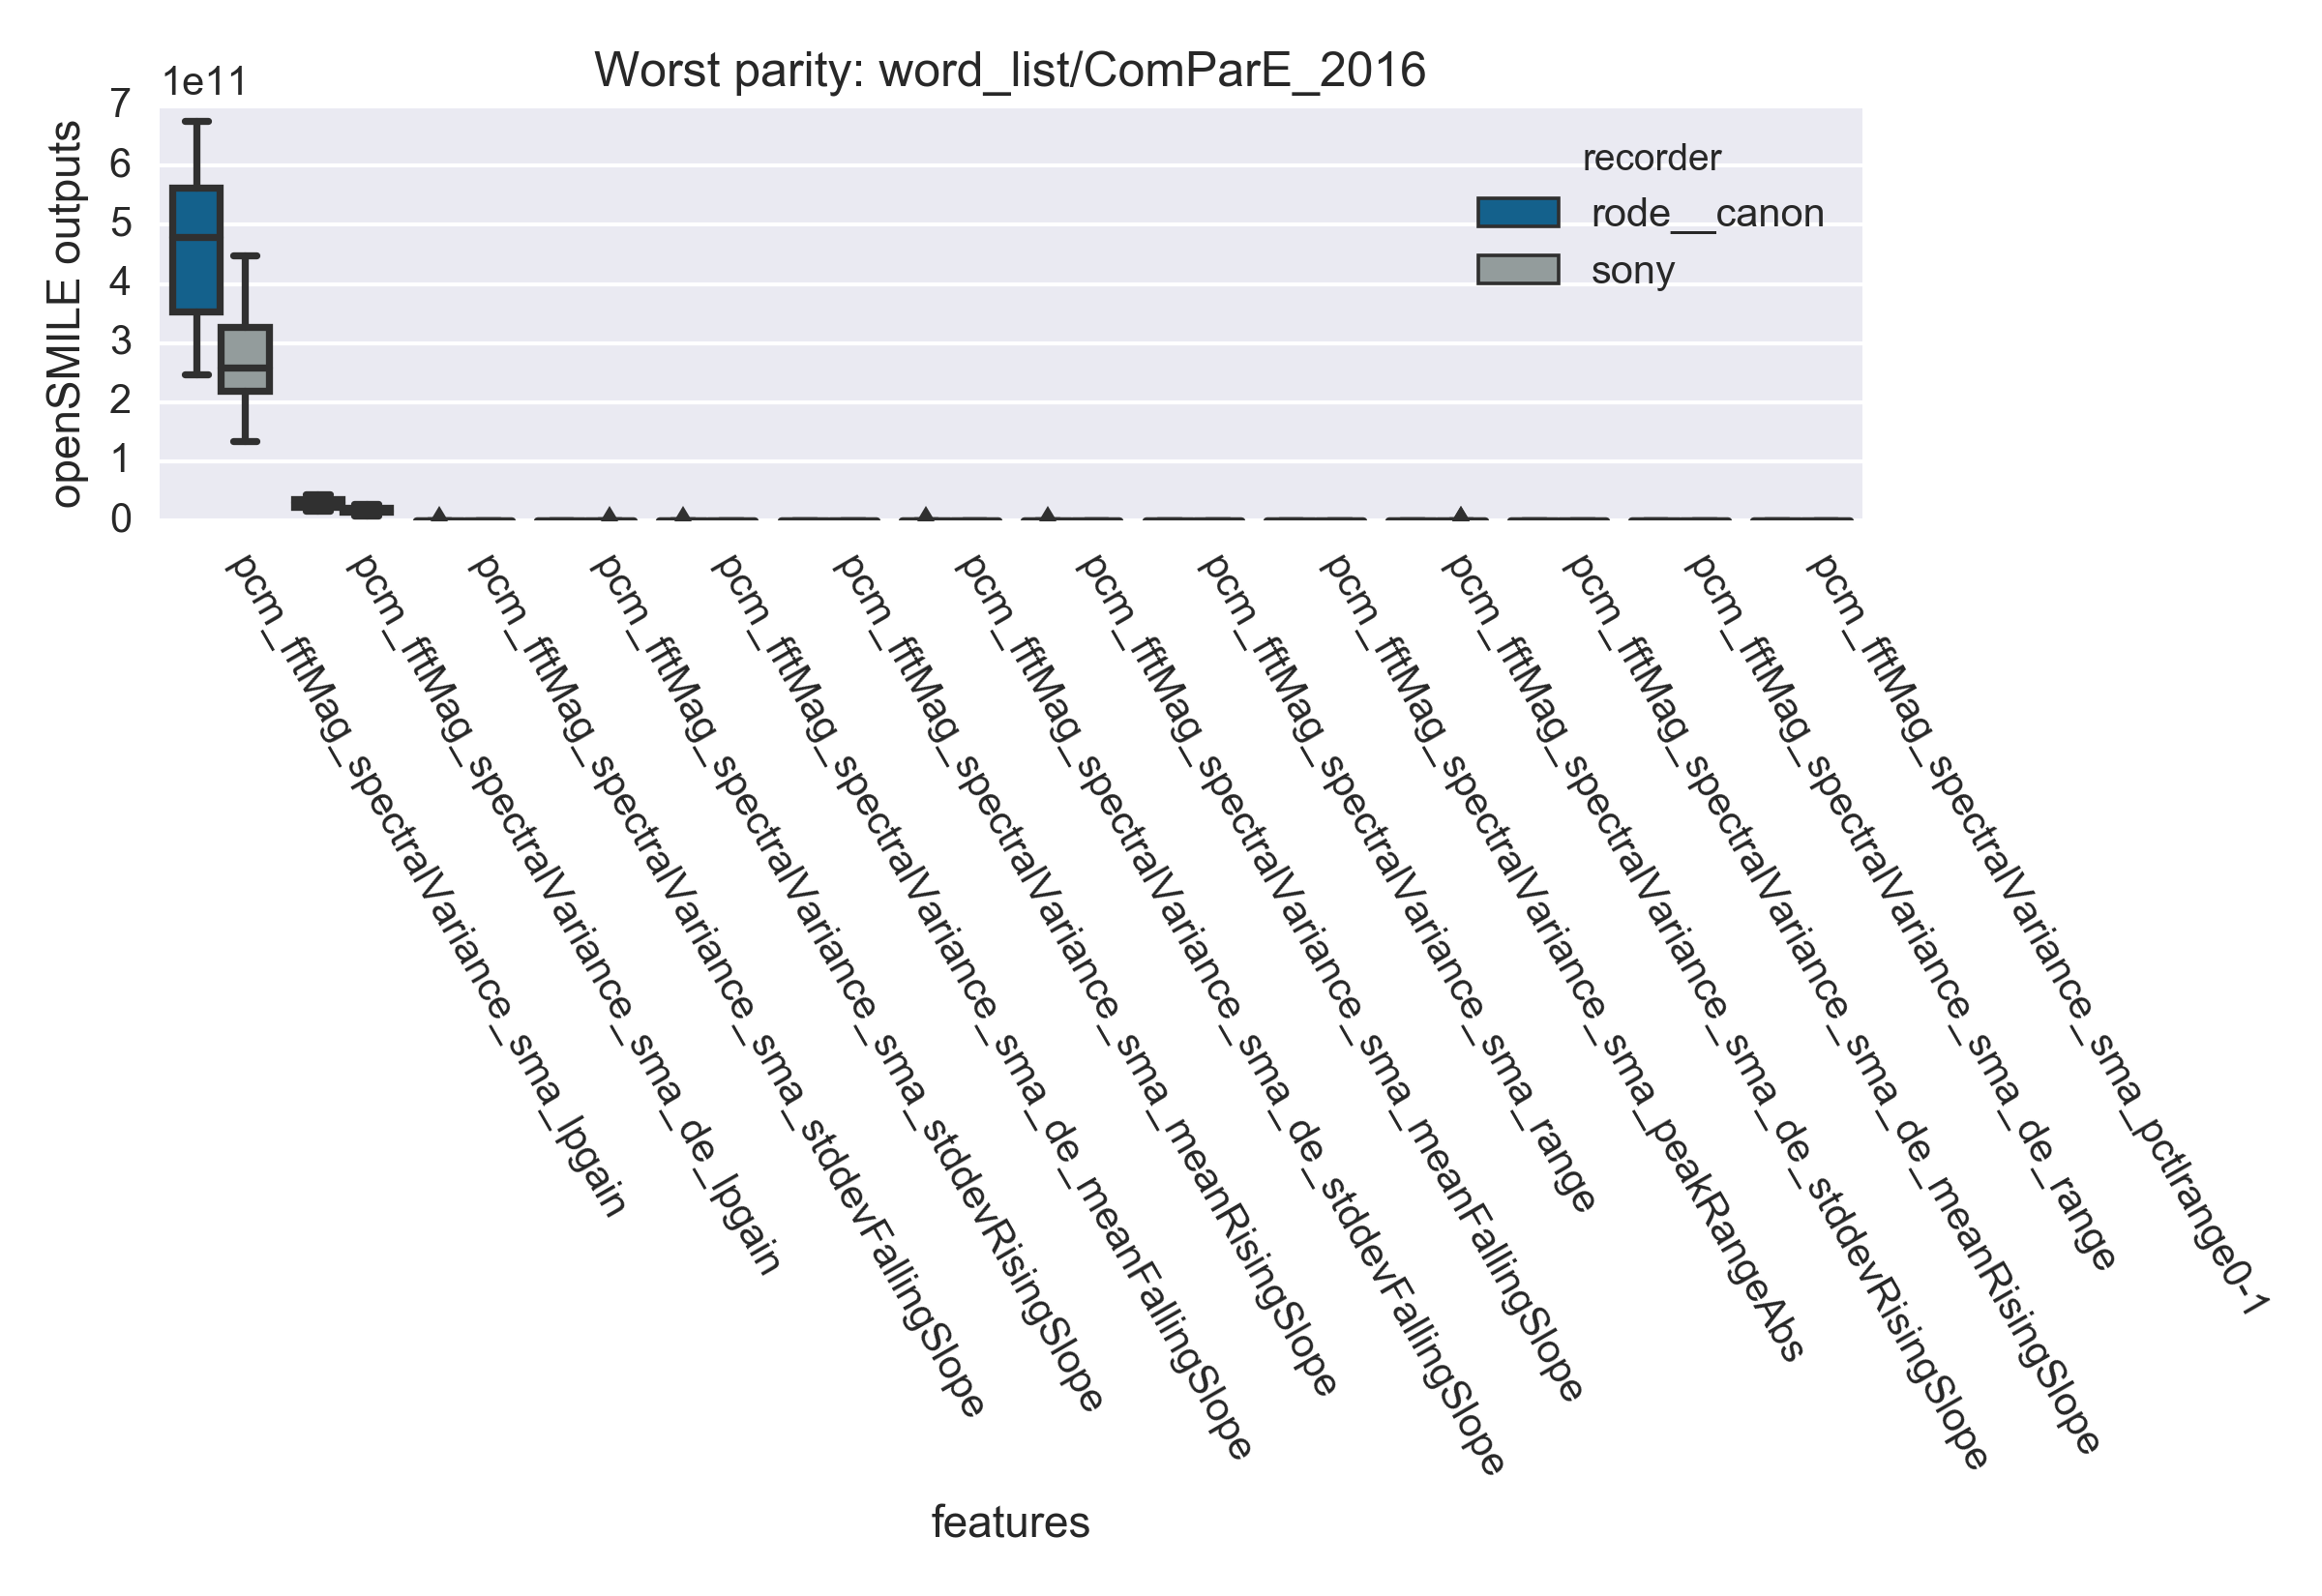 Worst parity: word_list/ComParE_2016
1e11
7
6
5
4
3
2
1
0
openSMILE outputs
recorder
rode__canon
sony
pcm_fftMag_spectralVariance_sma_lpgain
pcm_fftMag_spectralVariance_sma_de_lpgain
pcm_fftMag_spectralVariance_sma_stddevFallingSlope
pcm_fftMag_spectralVariance_sma_stddevRisingSlope
pcm_fftMag_spectralVariance_sma_de_meanFallingSlope
pcm_fftMag_spectralVariance_sma_meanRisingSlope
pcm_fftMag_spectralVariance_sma_de_stddevFallingSlope
pcm_fftMag_spectralVariance_sma_meanFallingSlope
pcm_fftMag_spectralVariance_sma_range
pcm_fftMag_spectralVariance_sma_peakRangeAbs
pcm_fftMag_spectralVariance_sma_de_stddevRisingSlope
pcm_fftMag_spectralVariance_sma_de_meanRisingSlope
pcm_fftMag_spectralVariance_sma_de_range
pcm_fftMag_spectralVariance_sma_pctlrange0-1
features